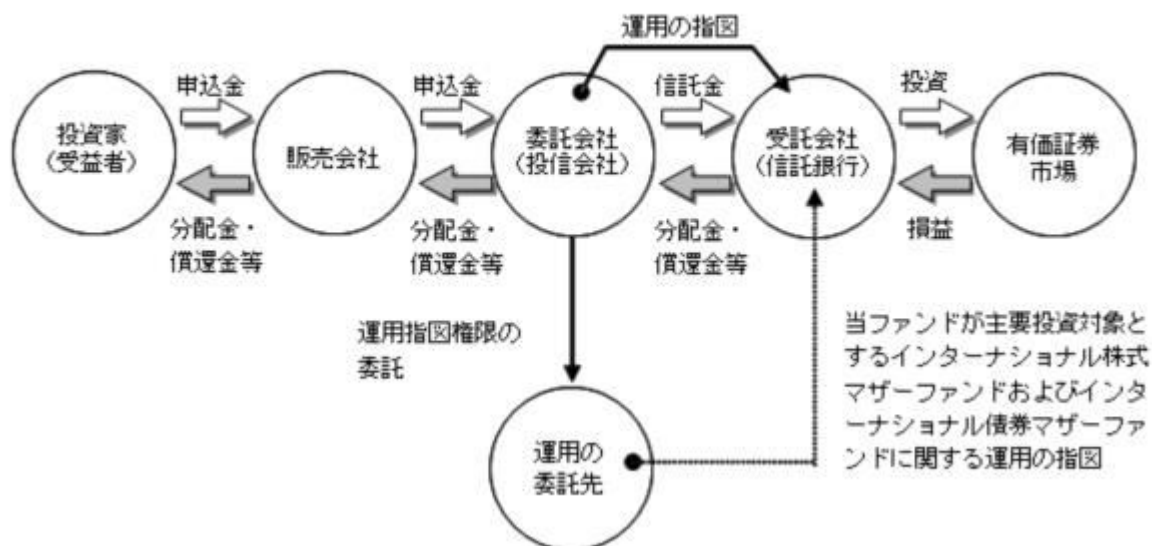 運用の指図
申込金
申込金
信託金
投資
投資家
（受益者）
販売会社
委託会社
（投信会社）
受託会社
（信託銀行）
有価証券
市場
分配金・
償還金等
分配金・
償還金等
分配金・
償還金等
損益
運用指図権限の
委託
当ファンドが主要投資対象と
するインターナショナル株式
マザーファンドおよびインタ
ーナショナル債券マザーファ
ンドに関する運用の指図
運用の
委託先